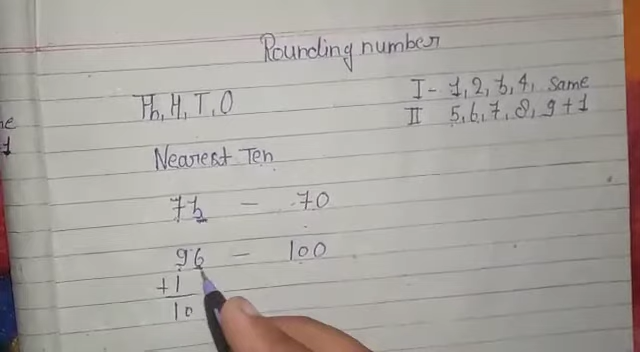 Rounding number
Th, H, T, O
I - 1, 2, 3, 4, same
II 5, 6, 7, 8, 9 + 1
Nearest Ten
73 - 70
96 - 100
+1
10